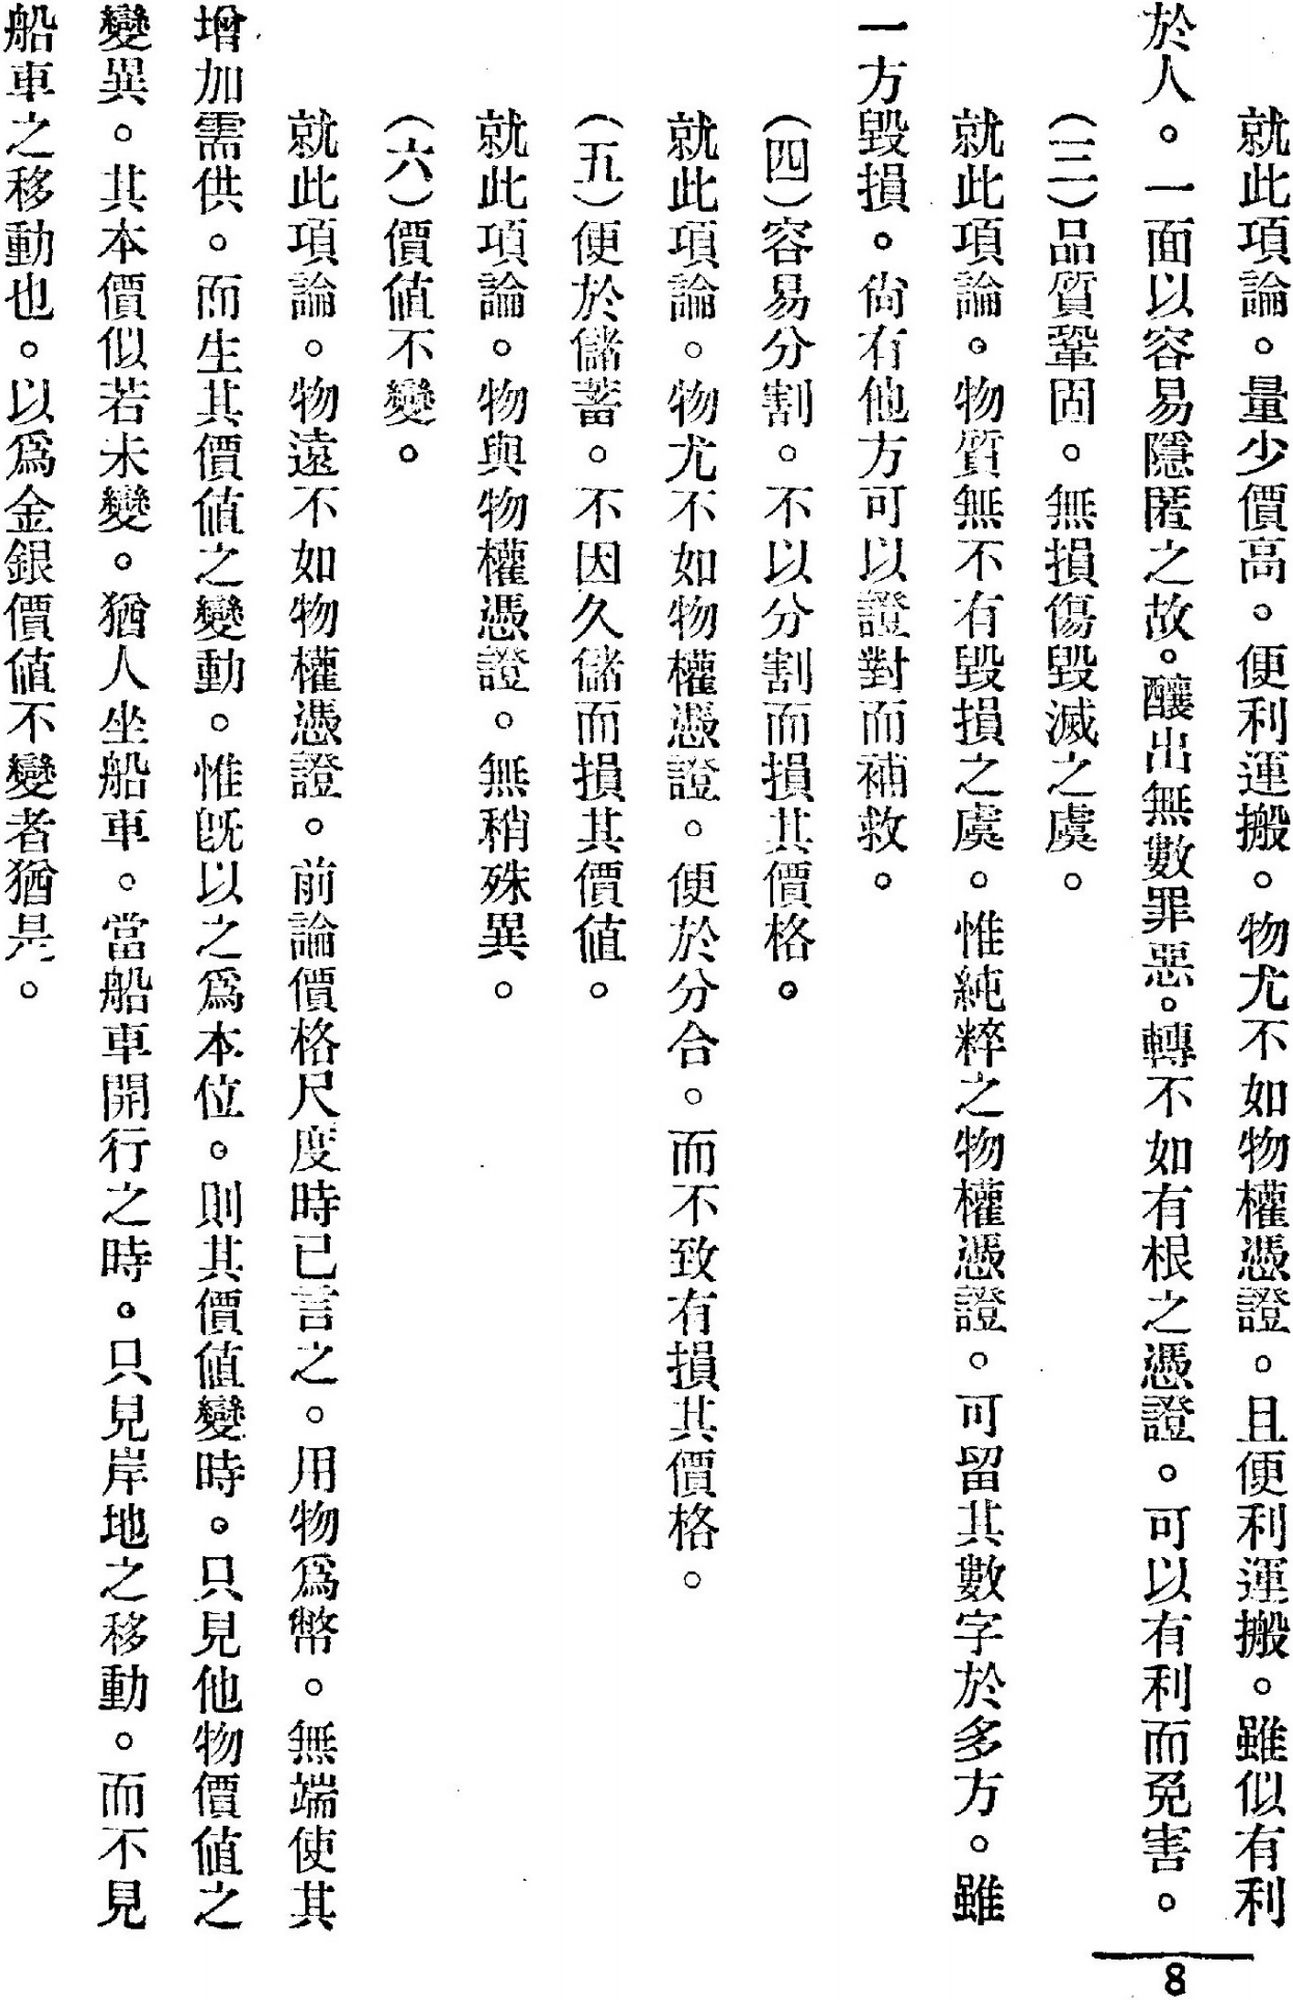 就此項論。量少價高。便利運搬。物尤不如物權憑證。且便利運搬。雖似有利
於人。一面以容易隱匿之故。釀出無數罪惡。轉不如有根之憑證。可以有利而免害。
(三)品質鞏固。無損傷毀滅之虞。
就此項論。物質無不有毀損之虞。惟純粹之物權憑證。可留其數字於多方。雖
一方毀損。尙有他方可以證對而補救。
(四)容易分割。不以分割而損其價格。
就此項論。物尤不如物權憑證。便於分合。而不致有損其價格。
(五)便於儲蓄。不因久儲而損其價値。
就此項論。物與物權憑證。無稍殊異。
(六)價値不變。
就此項論。物遠不如物權憑證。前論價格尺度時已言之。用物爲幣。無端使其
增加需供。而生其價値之變動。惟旣以之爲本位。則其價値變時。只見他物價値之
變異。其本價似若未變。猶人坐船車。當船車開行之時。只見岸地之移動。而不見
船車之移動也。以爲金銀價値不變者猶是。
8